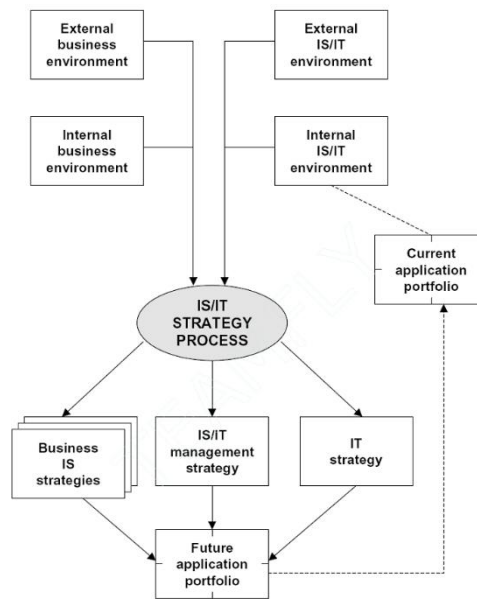 External
business
environment
External
IS/IT
environment
Internal
business
environment
Internal
IS/IT
environment
Current
application
portfolio
IS/IT
STRATEGY
PROCESS
Business
IS
strategies
IS/IT
management
strategy
IT
strategy
Future
application
portfolio